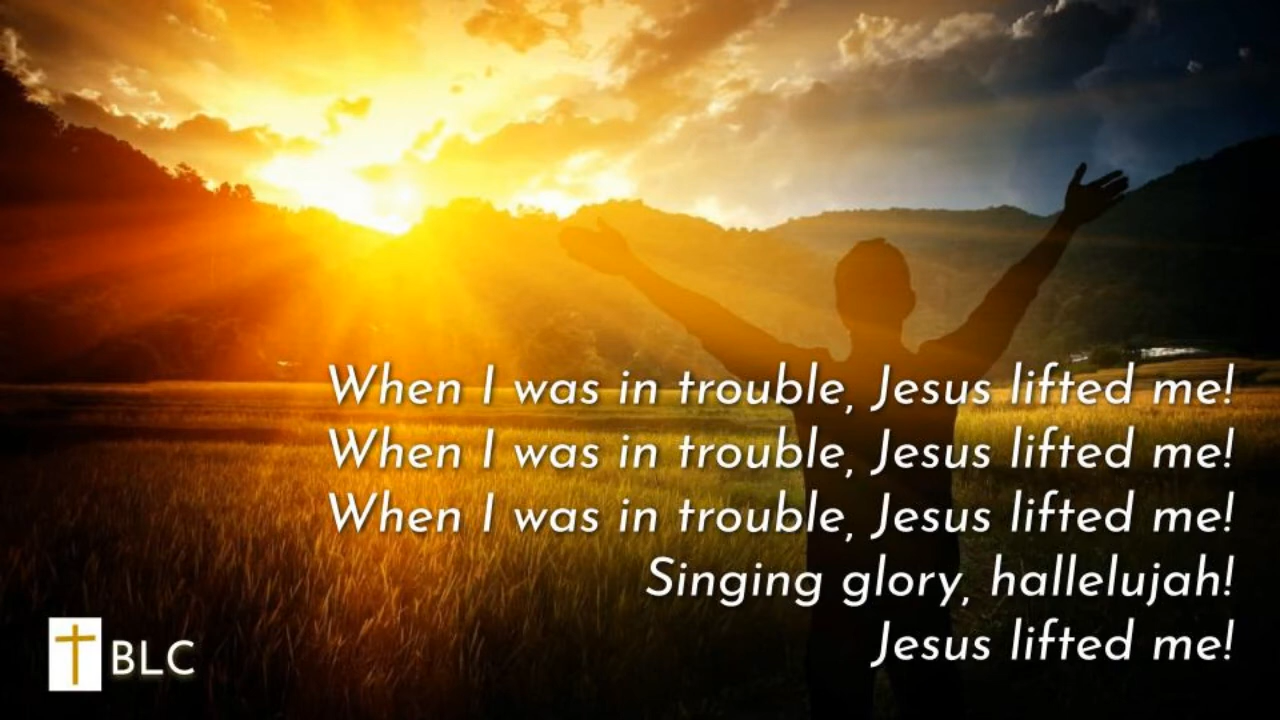 When I was in trouble, Jesus lifted me!
When I was in trouble, Jesus lifted me!
When I was in trouble, Jesus lifted me!
Singing glory, hallelujah!
Jesus lifted me!
BLC